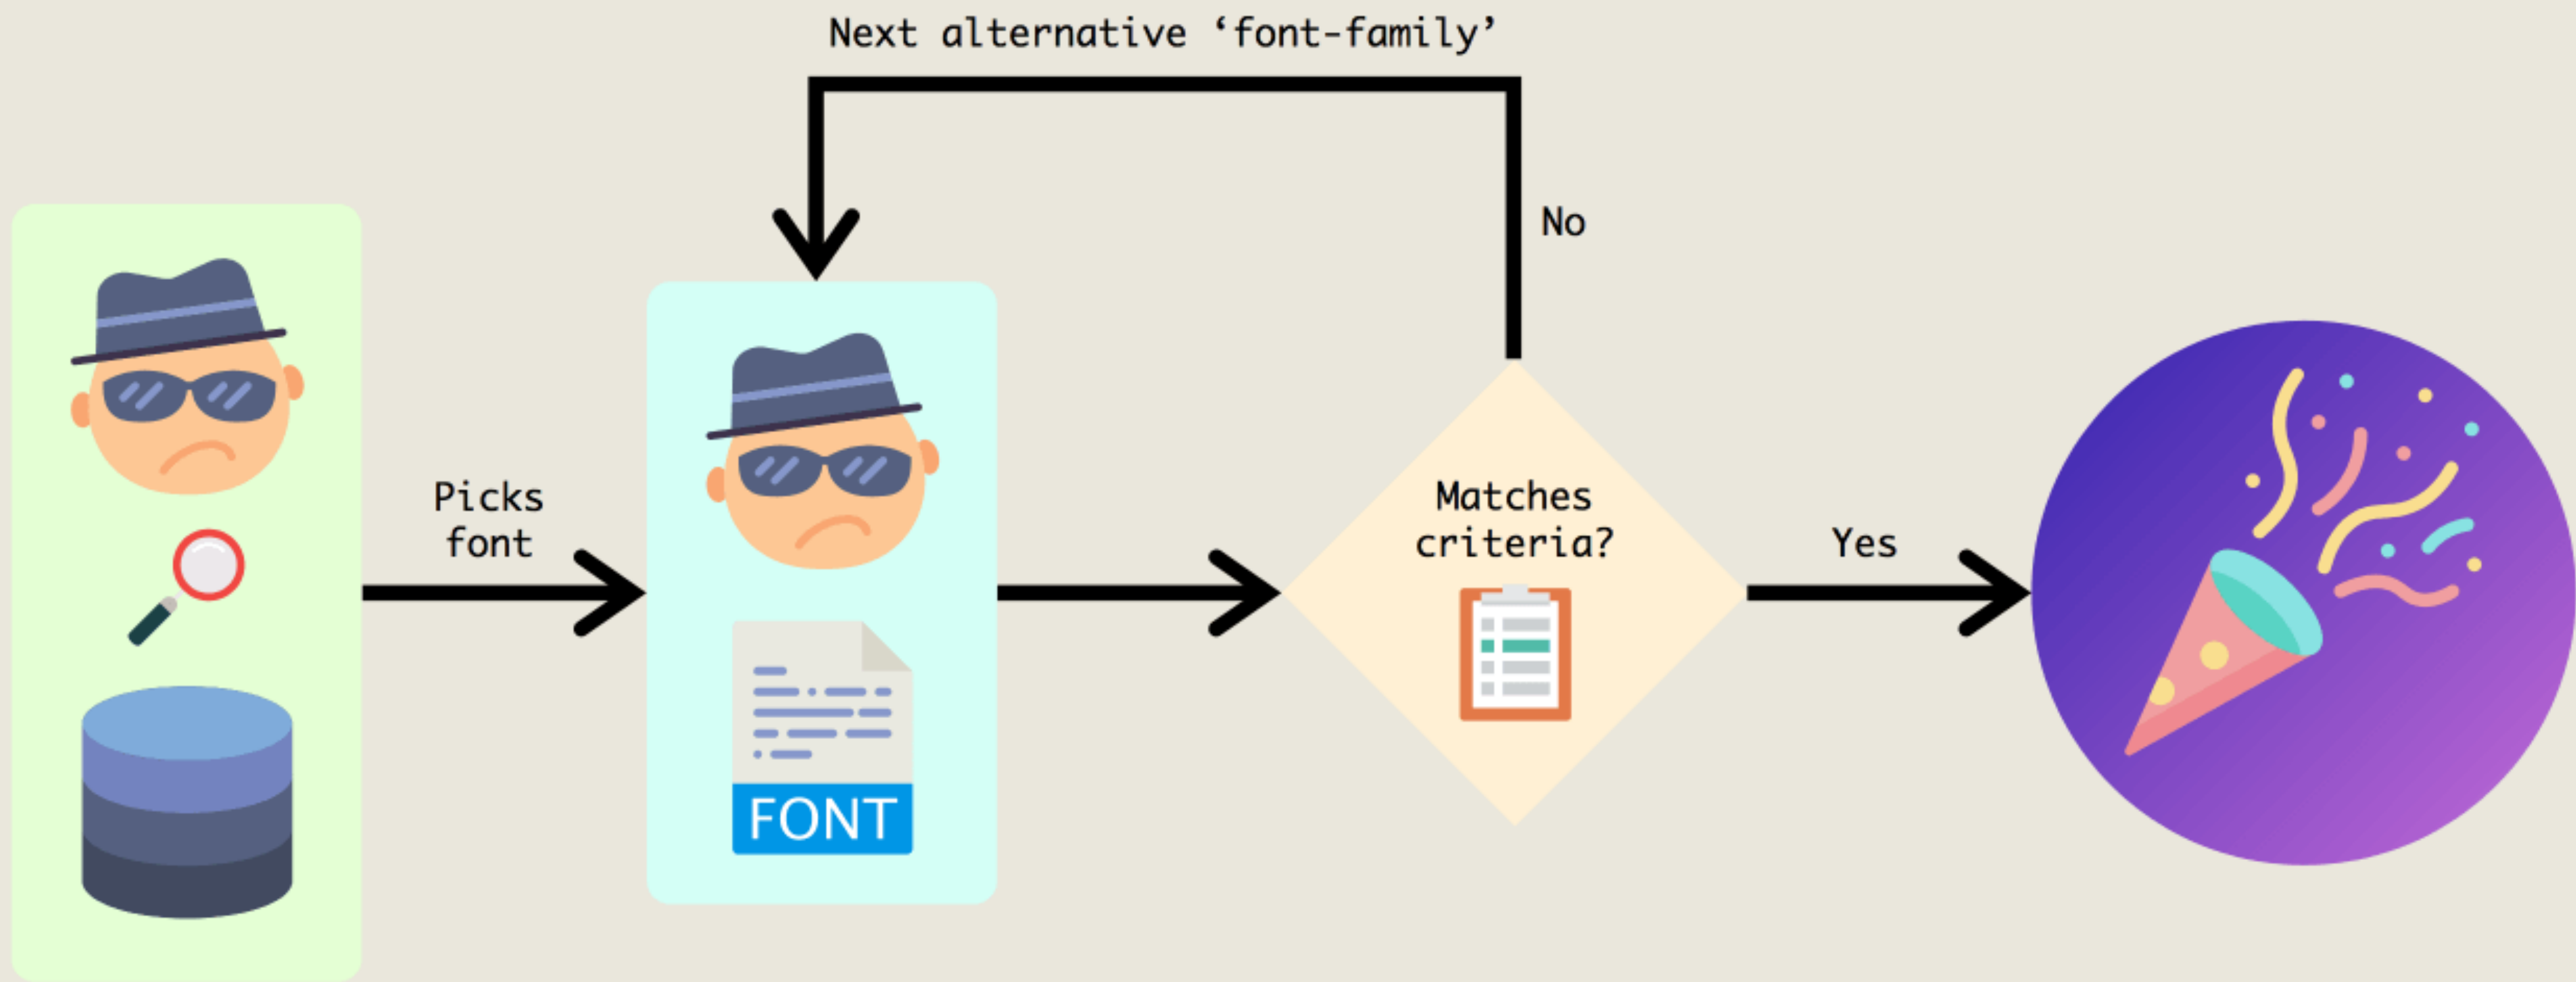 Next alternative ‘font-family’
No
Picks
font
Matches
criteria?
Yes
FONT